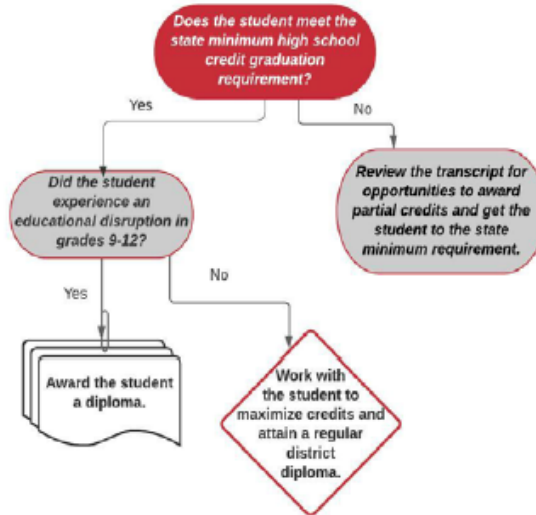 Does the student meet the
state minimum high school
credit graduation
requirement?
Yes
No
Did the student
experience an
educational disruption in
grades 9-12?
Review the transcript for
opportunities to award
partial credits and get the
student to the state
minimum requirement.
Yes
No
Award the student
a diploma.
Work with
the student to
maximize credits and
attain a regular
district
diploma.